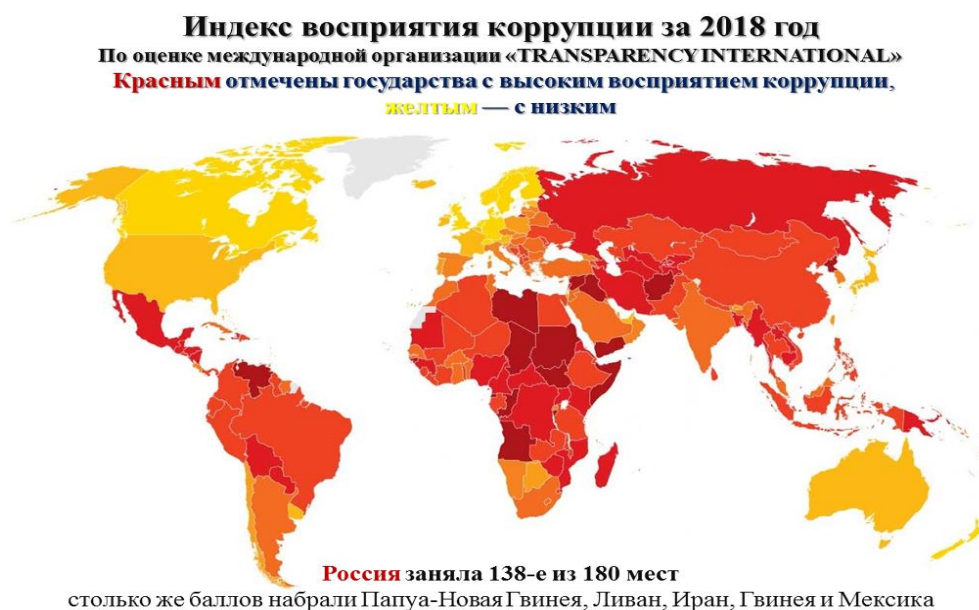 Индекс восприятия коррупции за 2018 год
По оценке международной организации «TRANSPARENCY INTERNATIONAL»
Красным отмечены государства с высоким восприятием коррупции,
желтым — с низким
Россия заняла 138-е из 180 мест
столько же баллов набрали Папуа-Новая Гвинея, Ливан, Иран, Гвинея и Мексика